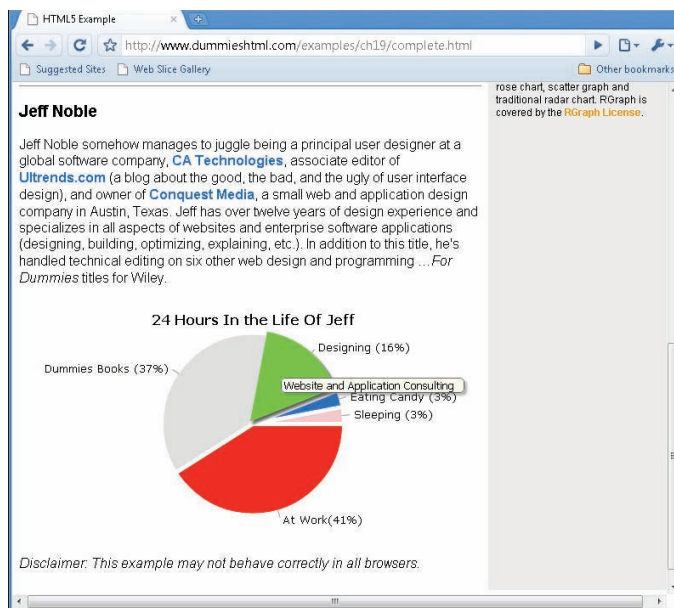 HTML5 Example
http://www.dummieshtml.com/examples/ch19/complete.html
Suggested Sites
Web Slice Gallery
Other bookmarks
rose chart, scatter graph and
traditional radar chart. RGraph is
covered by the RGraph License.
Jeff Noble
Jeff Noble somehow manages to juggle being a principal user designer at a
global software company, CA Technologies, associate editor of
UItrends.com (a blog about the good, the bad, and the ugly of user interface
design), and owner of Conquest Media, a small web and application design
company in Austin, Texas. Jeff has over twelve years of design experience and
specializes in all aspects of websites and enterprise software applications
(designing, building, optimizing, explaining, etc.). In addition to this title, he's
handled technical editing on six other web design and programming ...For
Dummies titles for Wiley.
24 Hours In the Life Of Jeff
Designing (16%)
Dummies Books (37%)
Website and Application Consulting
Eating Candy (3%)
Sleeping (3%)
At Work(41%)
Disclaimer: This example may not behave correctly in all browsers.